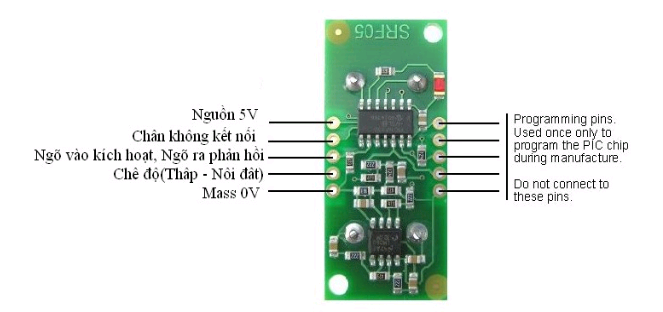 SRF05
Nguồn 5V
Chân không kết nối
Ngõ vào kích hoạt, Ngõ ra phản hồi
Chế độ(Thấp - Nối đất)
Mass 0V
Programming pins.
Used once only to
program the PIC chip
during manufacture.
Do not connect to
these pins.